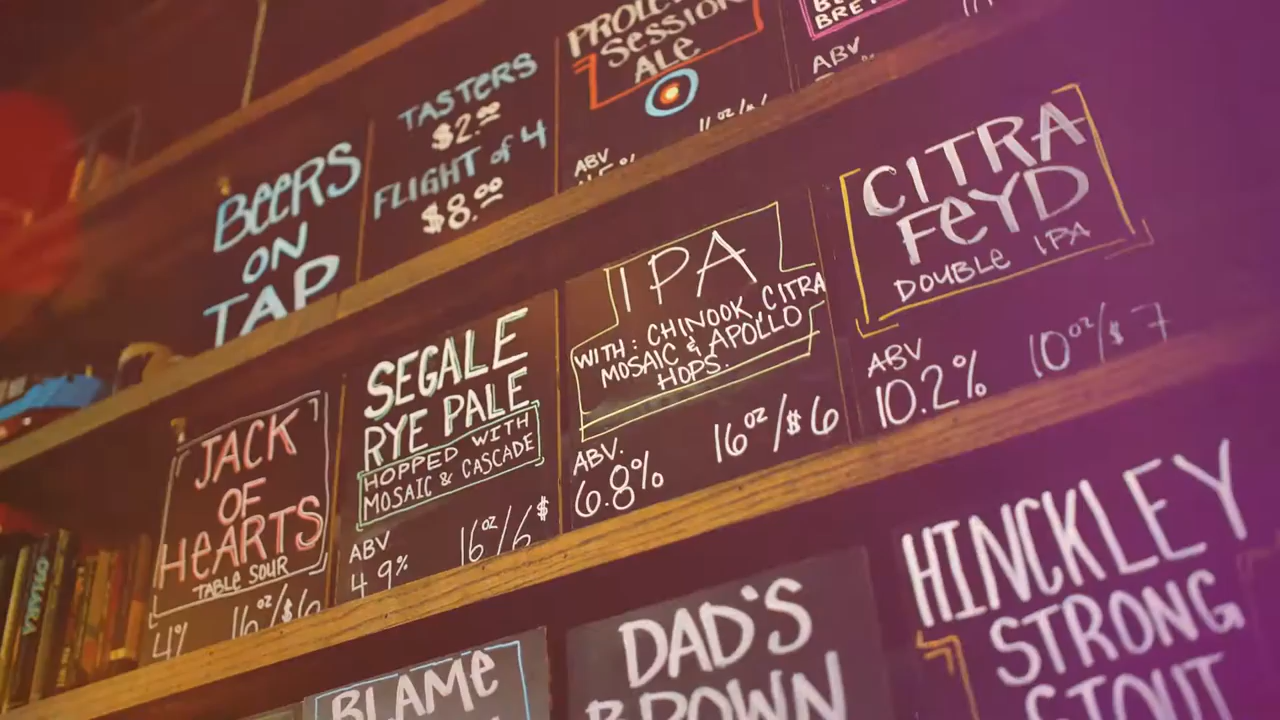 BEERS
ON
TAP
TASTERS
$2.00
FLIGHT of 4
$8.00
SESSION
ALE
ABV
ABV
JACK
OF
HEARTS
TABLE SOUR
4%
16oz/$6
SEGALE
RYE PALE
HOPPED WITH
MOSAIC & CASCADE
ABV
4.9%
16oz/6$
IPA
WITH: CHINOOK, CITRA
MOSAIC & APOLLO
HOPS.
ABV.
6.8%
16oz/$6
CITRA
FEYD
DOUBLE IPA
ABV
10.2%
10oz/$7
BLAME
DAD'S
BROWN
HINCKLEY
STRONG
STOUT